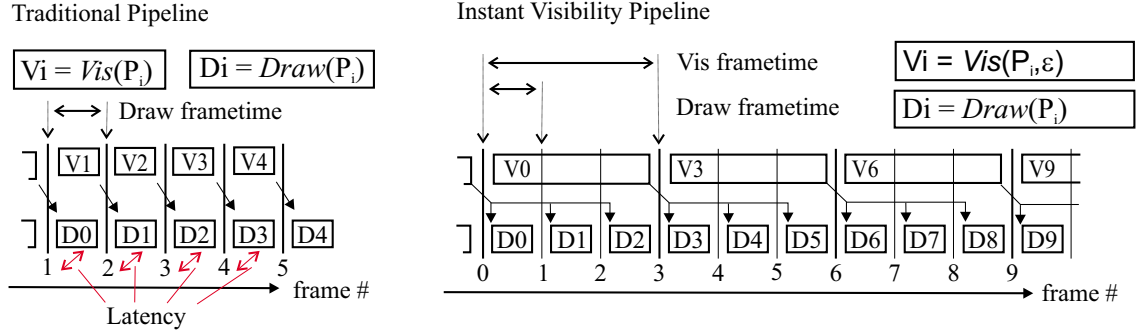 Traditional Pipeline
Vi = Vis(Pi)
Di = Draw(Pi)
Draw frametime
V1 V2 V3 V4
D0 D1 D2 D3 D4
1 2 3 4 5
frame #
Latency
Instant Visibility Pipeline
Vis frametime
Draw frametime
Vi = Vis(Pi,ε)
Di = Draw(Pi)
V0 V3 V6 V9
D0 D1 D2 D3 D4 D5 D6 D7 D8 D9
0 1 2 3 4 5 6 7 8 9
frame #